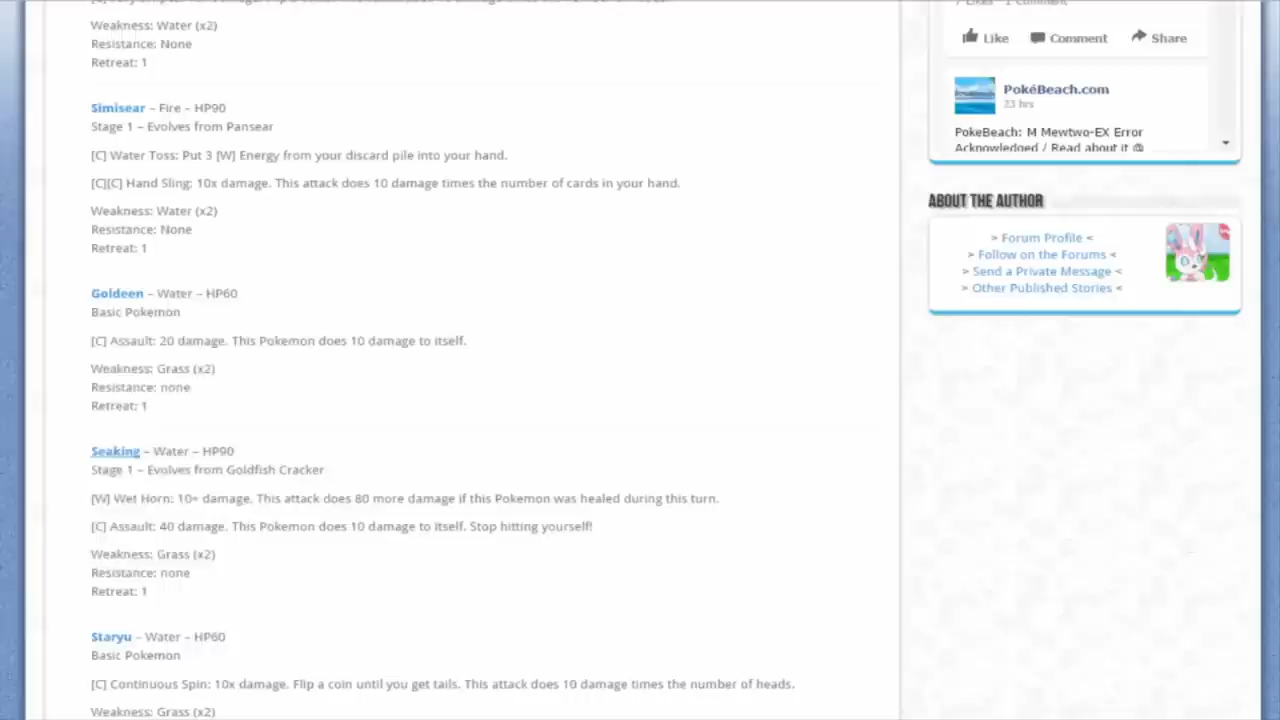 Weakness: Water (x2)
Resistance: None
Retreat: 1
Simisear – Fire – HP90
Stage 1 – Evolves from Pansear
[C] Water Toss: Put 3 [W] Energy from your discard pile into your hand.
[C][C] Hand Sling: 10x damage. This attack does 10 damage times the number of cards in your hand.
Weakness: Water (x2)
Resistance: None
Retreat: 1
Goldeen – Water – HP60
Basic Pokemon
[C] Assault: 20 damage. This Pokemon does 10 damage to itself.
Weakness: Grass (x2)
Resistance: none
Retreat: 1
Seaking – Water – HP90
Stage 1 – Evolves from Goldfish Cracker
[W] Wet Horn: 10+ damage. This attack does 80 more damage if this Pokemon was healed during this turn.
[C] Assault: 40 damage. This Pokemon does 10 damage to itself. Stop hitting yourself!
Weakness: Grass (x2)
Resistance: none
Retreat: 1
Staryu – Water – HP60
Basic Pokemon
[C] Continuous Spin: 10x damage. Flip a coin until you get tails. This attack does 10 damage times the number of heads.
Weakness: Grass (x2)
7 Likes 1 Comment
Like Comment Share
PokéBeach.com
23 hrs
PokeBeach: M Mewtwo-EX Error
Acknowledged / Read about it @
ABOUT THE AUTHOR
> Forum Profile <
> Follow on the Forums <
> Send a Private Message <
> Other Published Stories <